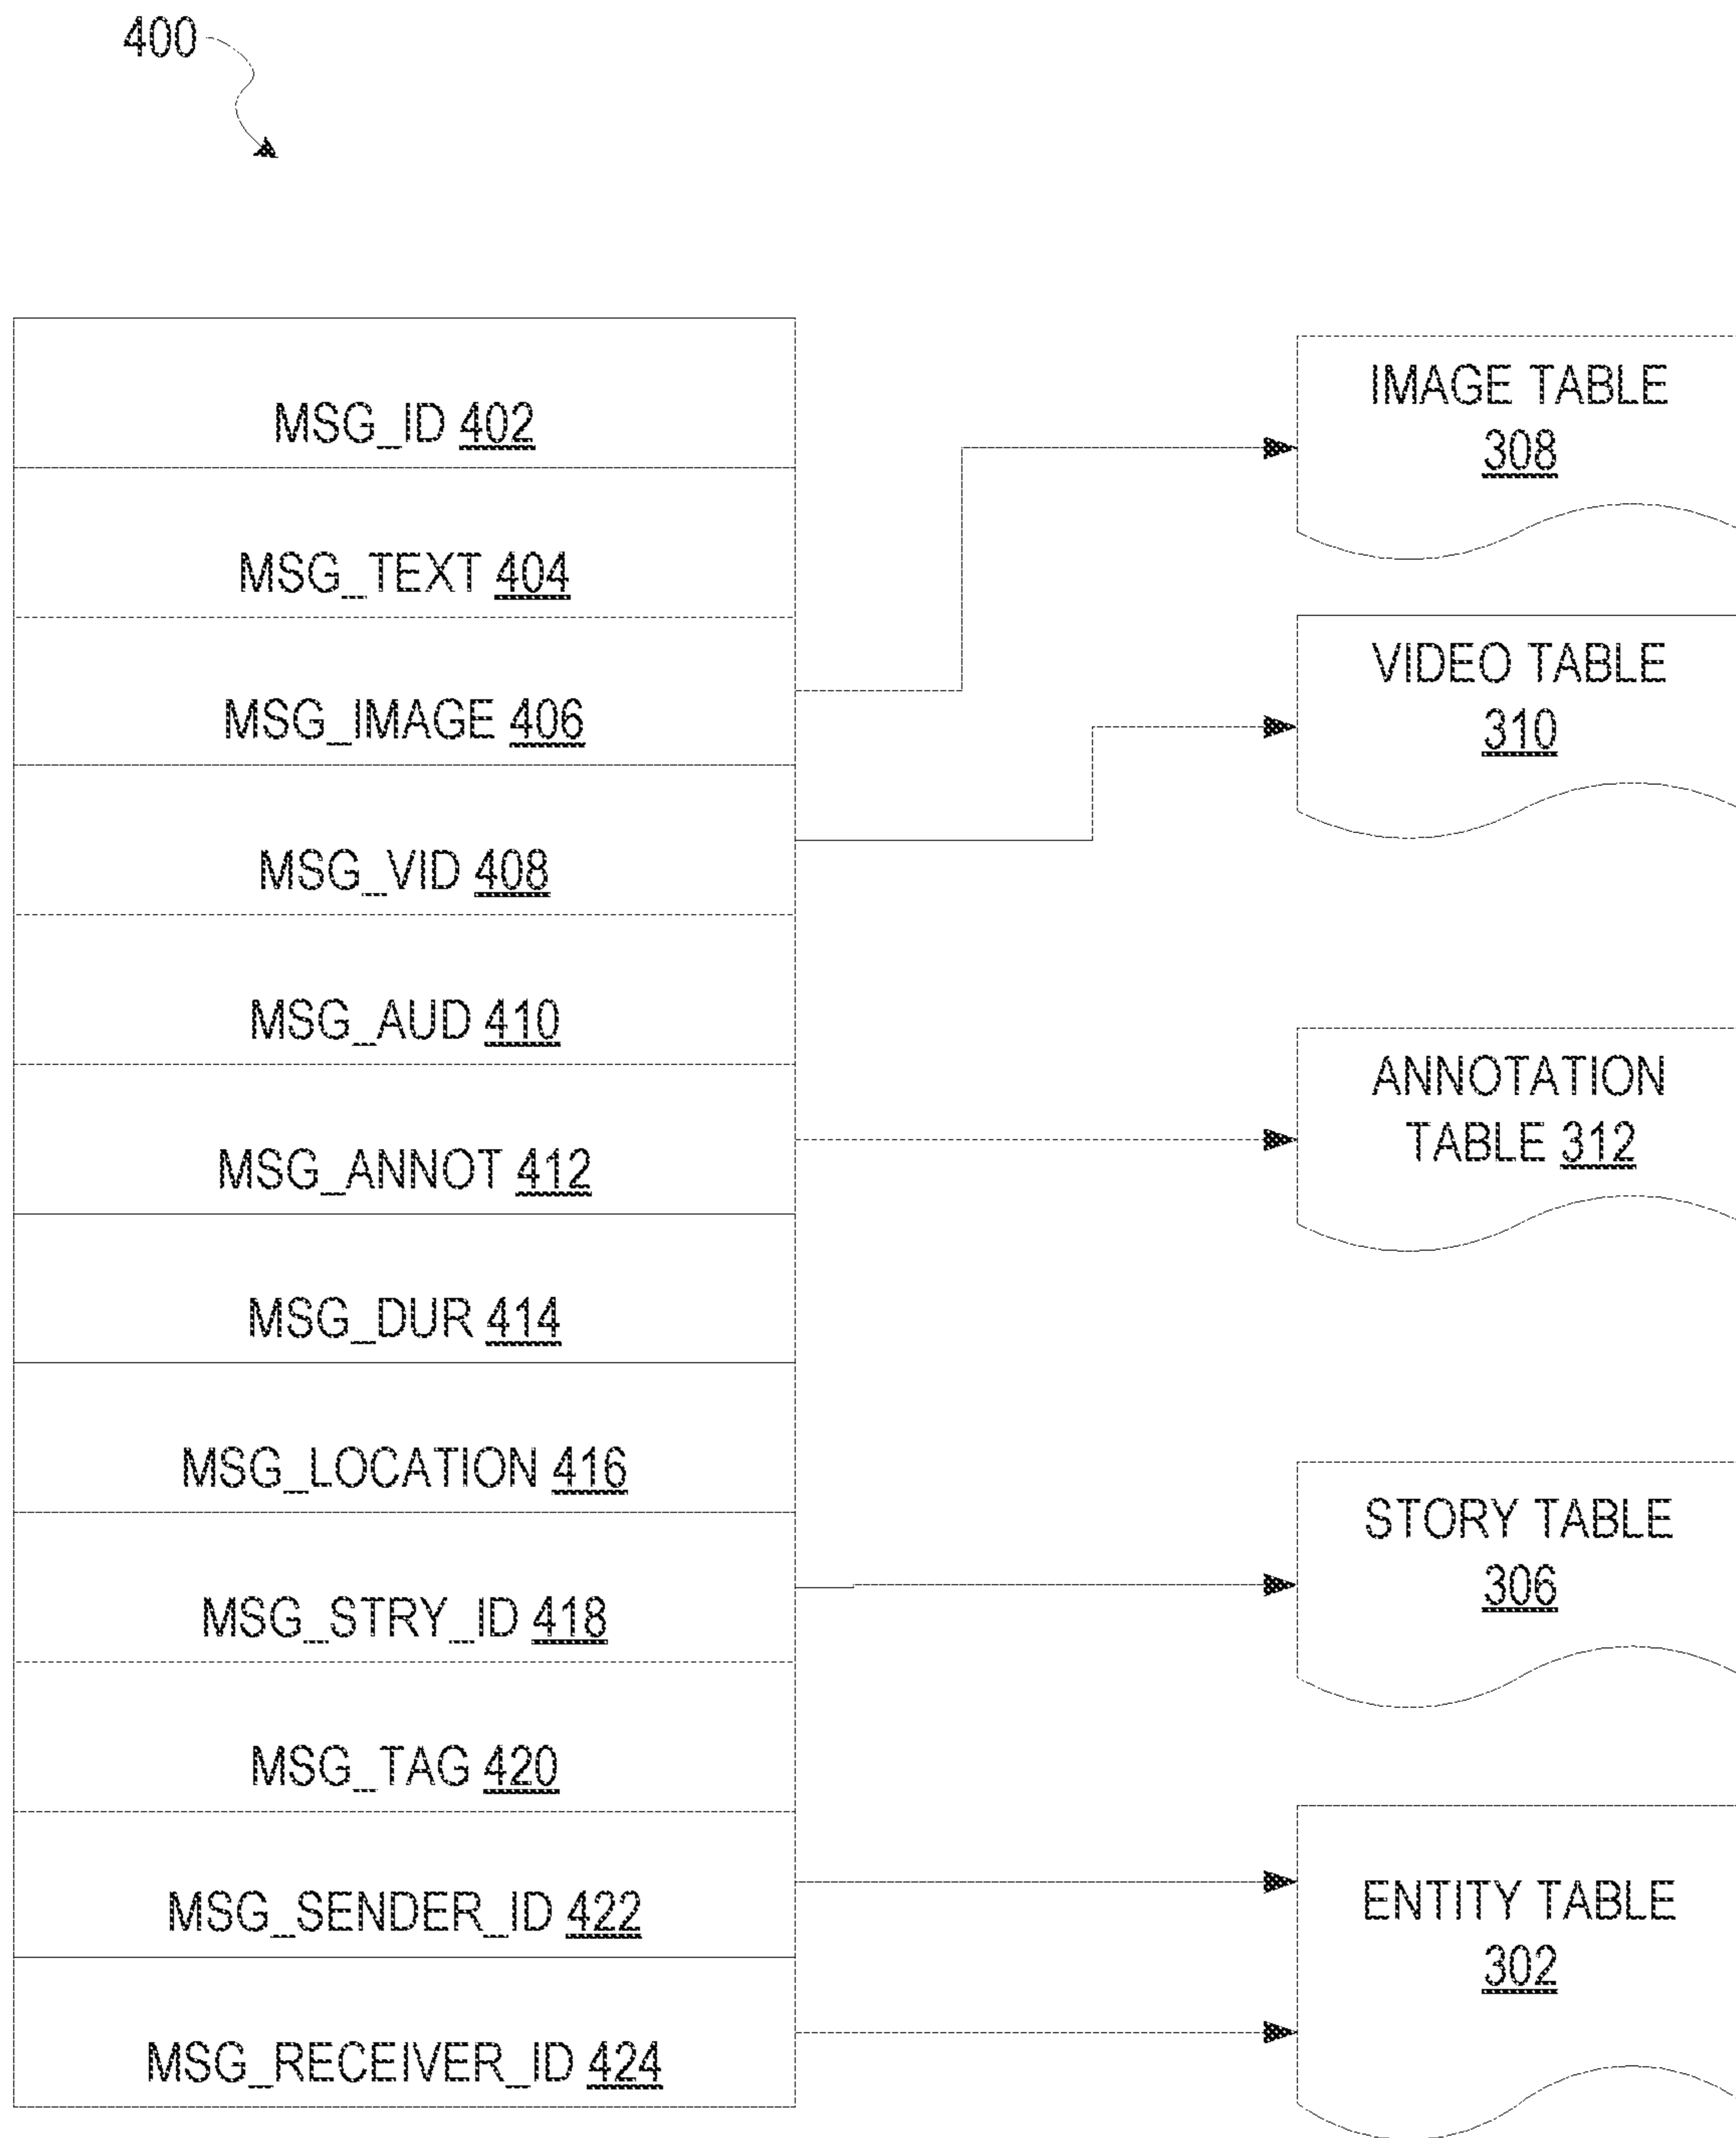 400
MSG_ID 402
MSG_TEXT 404
MSG_IMAGE 406
MSG_VID 408
MSG_AUD 410
MSG_ANNOT 412
MSG_DUR 414
MSG_LOCATION 416
MSG_STRY_ID 418
MSG_TAG 420
MSG_SENDER_ID 422
MSG_RECEIVER_ID 424
IMAGE TABLE
308
VIDEO TABLE
310
ANNOTATION
TABLE 312
STORY TABLE
306
ENTITY TABLE
302